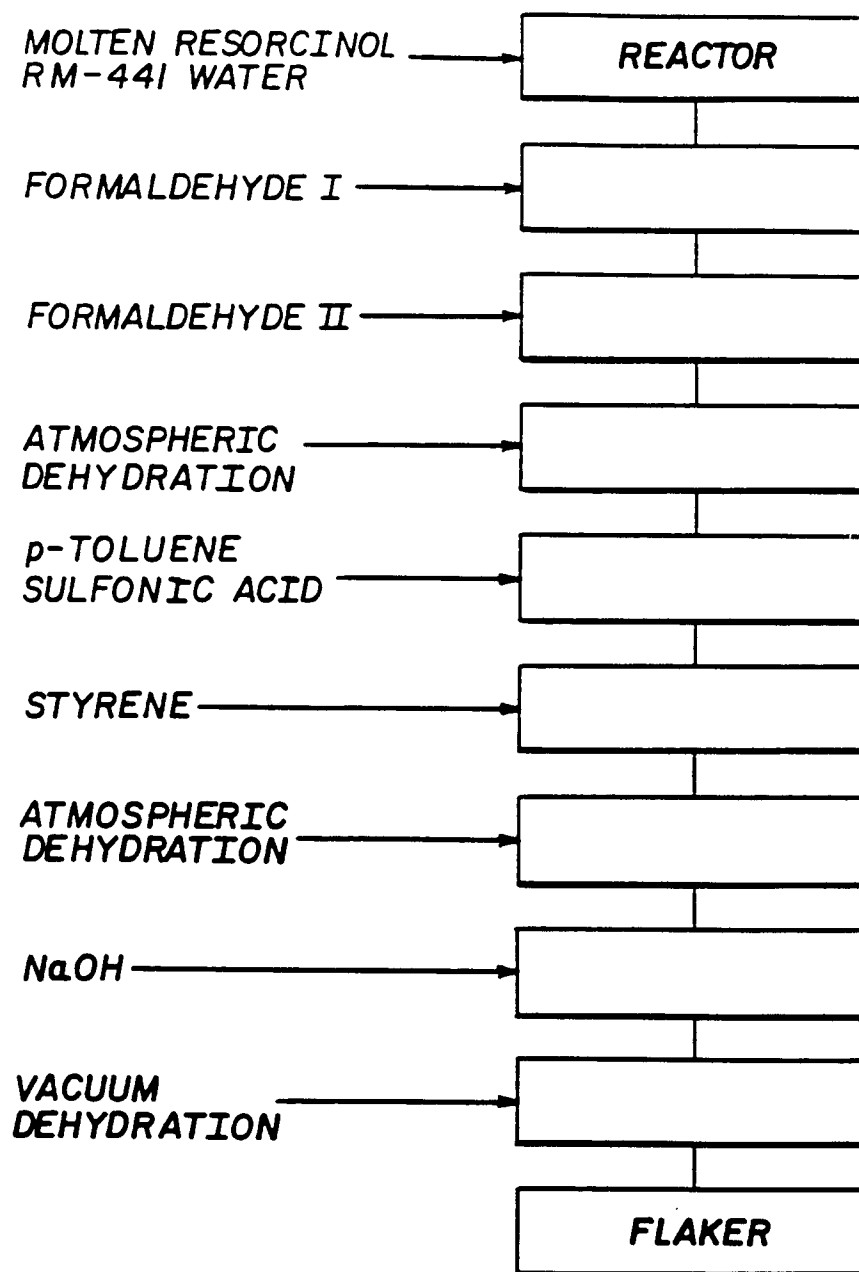 MOLTEN RESORCINOL
RM-441 WATER
REACTOR
FORMALDEHYDE I
FORMALDEHYDE II
ATMOSPHERIC
DEHYDRATION
p-TOLUENE
SULFONIC ACID
STYRENE
ATMOSPHERIC
DEHYDRATION
NaOH
VACUUM
DEHYDRATION
FLAKER